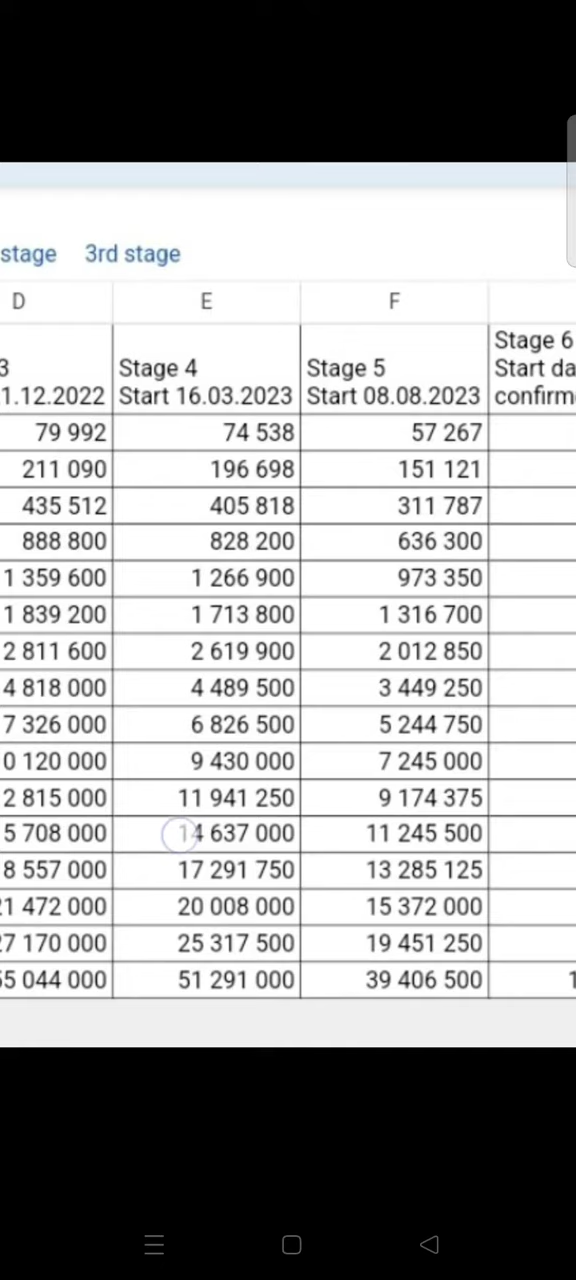 stage 3rd stage
D E F
3 Stage 4 Stage 5 Stage 6
1.12.2022 Start 16.03.2023 Start 08.08.2023 Start da
confirm
79 992 74 538 57 267
211 090 196 698 151 121
435 512 405 818 311 787
888 800 828 200 636 300
1 359 600 1 266 900 973 350
1 839 200 1 713 800 1 316 700
2 811 600 2 619 900 2 012 850
4 818 000 4 489 500 3 449 250
7 326 000 6 826 500 5 244 750
0 120 000 9 430 000 7 245 000
2 815 000 11 941 250 9 174 375
5 708 000 14 637 000 11 245 500
8 557 000 17 291 750 13 285 125
21 472 000 20 008 000 15 372 000
27 170 000 25 317 500 19 451 250
55 044 000 51 291 000 39 406 500 1